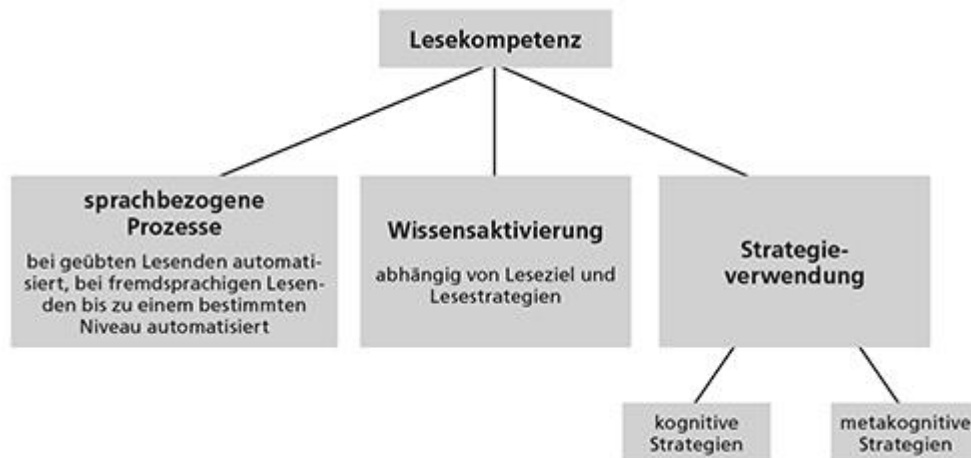 Lesekompetenz
sprachbezogene
Prozesse
bei geübten Lesenden automati-
siert, bei fremdsprachigen Lesen-
den bis zu einem bestimmten
Niveau automatisiert
Wissensaktivierung
abhängig von Leseziel und
Lesestrategien
Strategie-
verwendung
kognitive
Strategien
metakognitive
Strategien